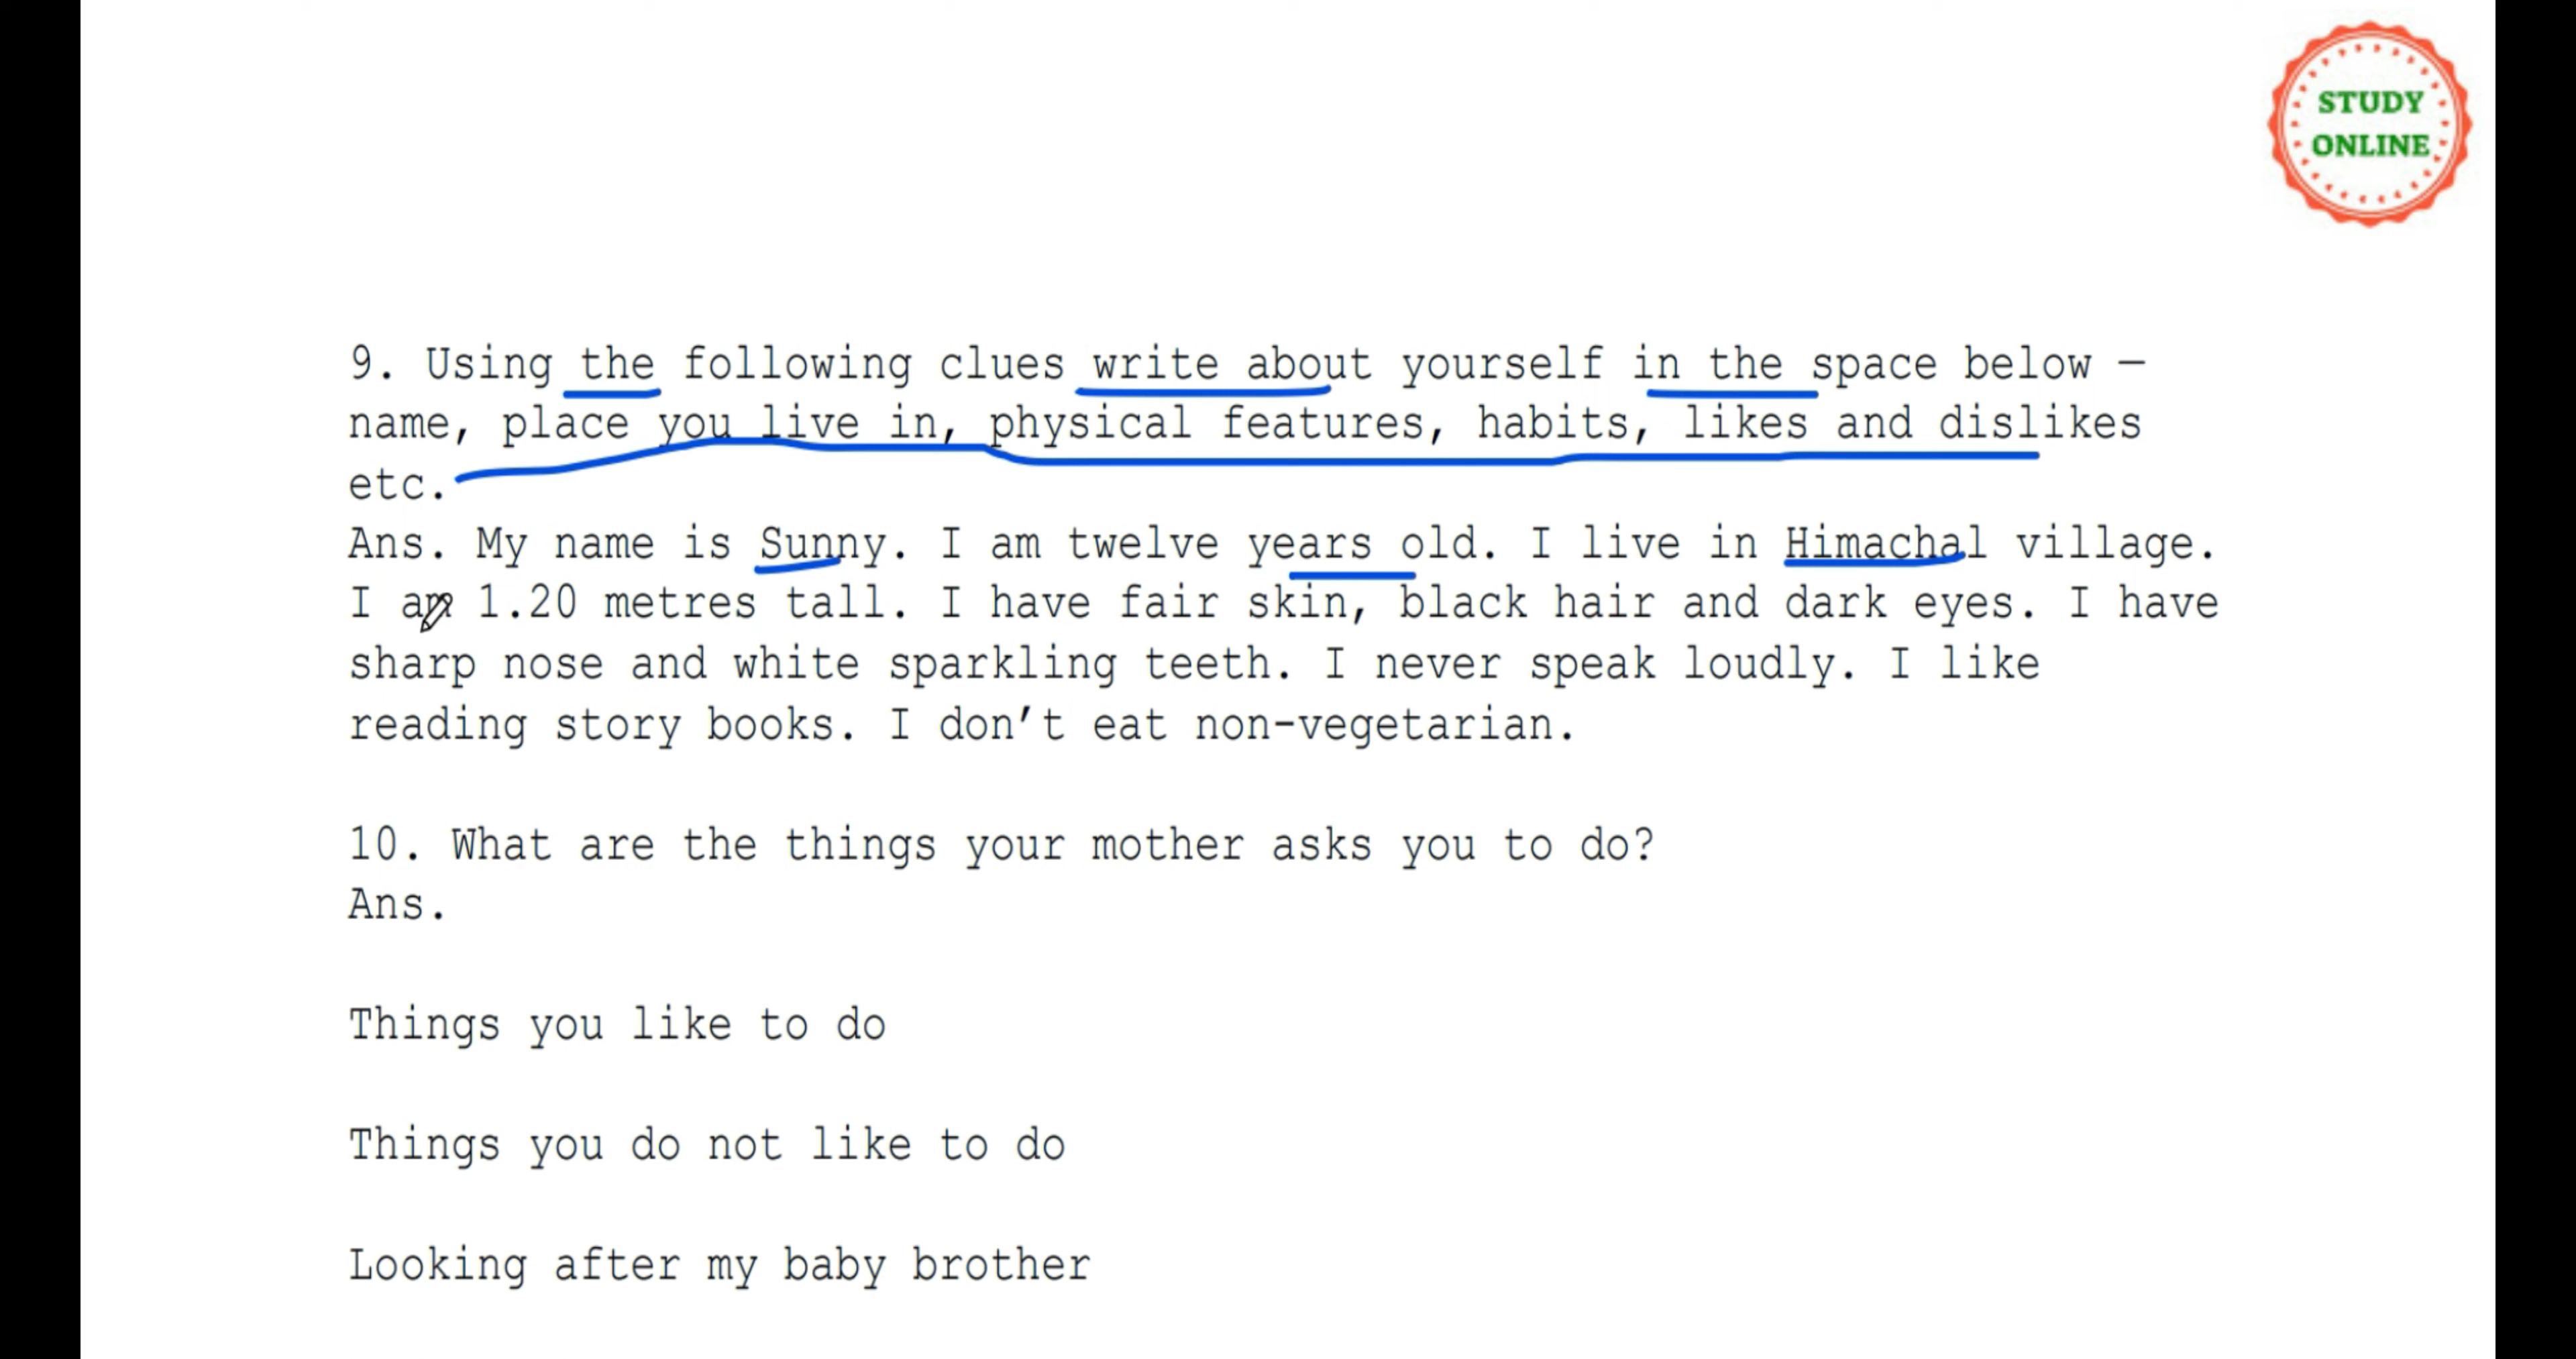 STUDY
ONLINE
9. Using the following clues write about yourself in the space below —
name, place you live in, physical features, habits, likes and dislikes
etc.
Ans. My name is Sunny. I am twelve years old. I live in Himachal village.
I am 1.20 metres tall. I have fair skin, black hair and dark eyes. I have
sharp nose and white sparkling teeth. I never speak loudly. I like
reading story books. I don’t eat non-vegetarian.
10. What are the things your mother asks you to do?
Ans.
Things you like to do
Things you do not like to do
Looking after my baby brother